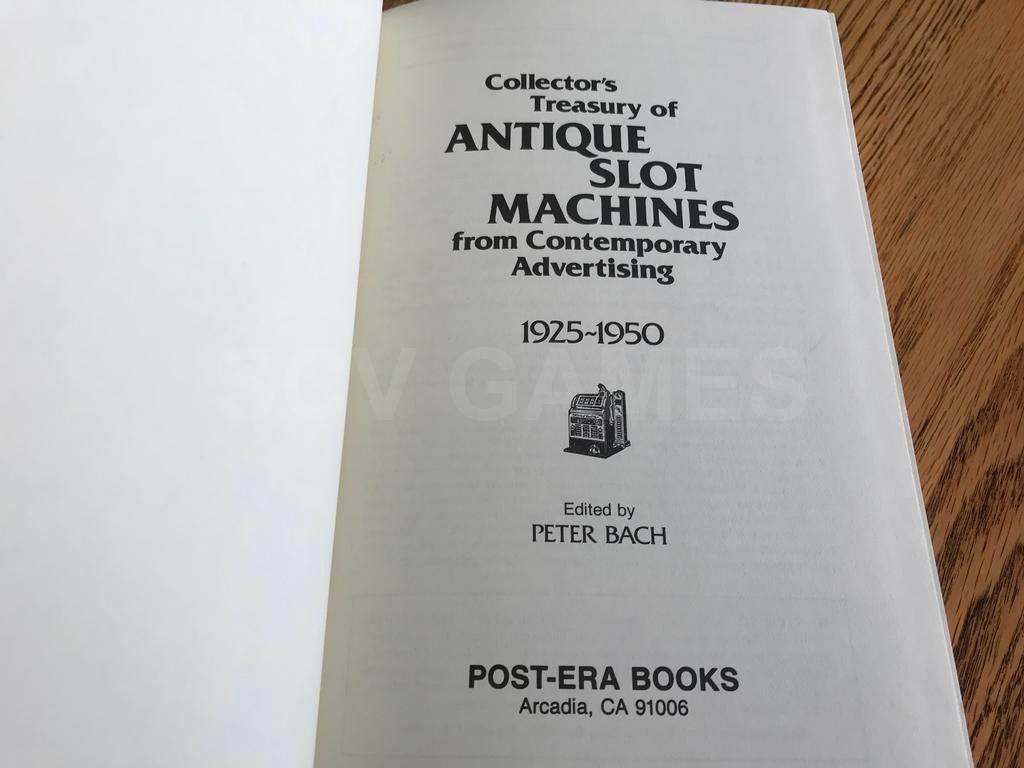 Collector's
Treasury of
ANTIQUE
SLOT
MACHINES
from Contemporary
Advertising
1925~1950
SCV GAMES
Edited by
PETER BACH
POST-ERA BOOKS
Arcadia, CA 91006